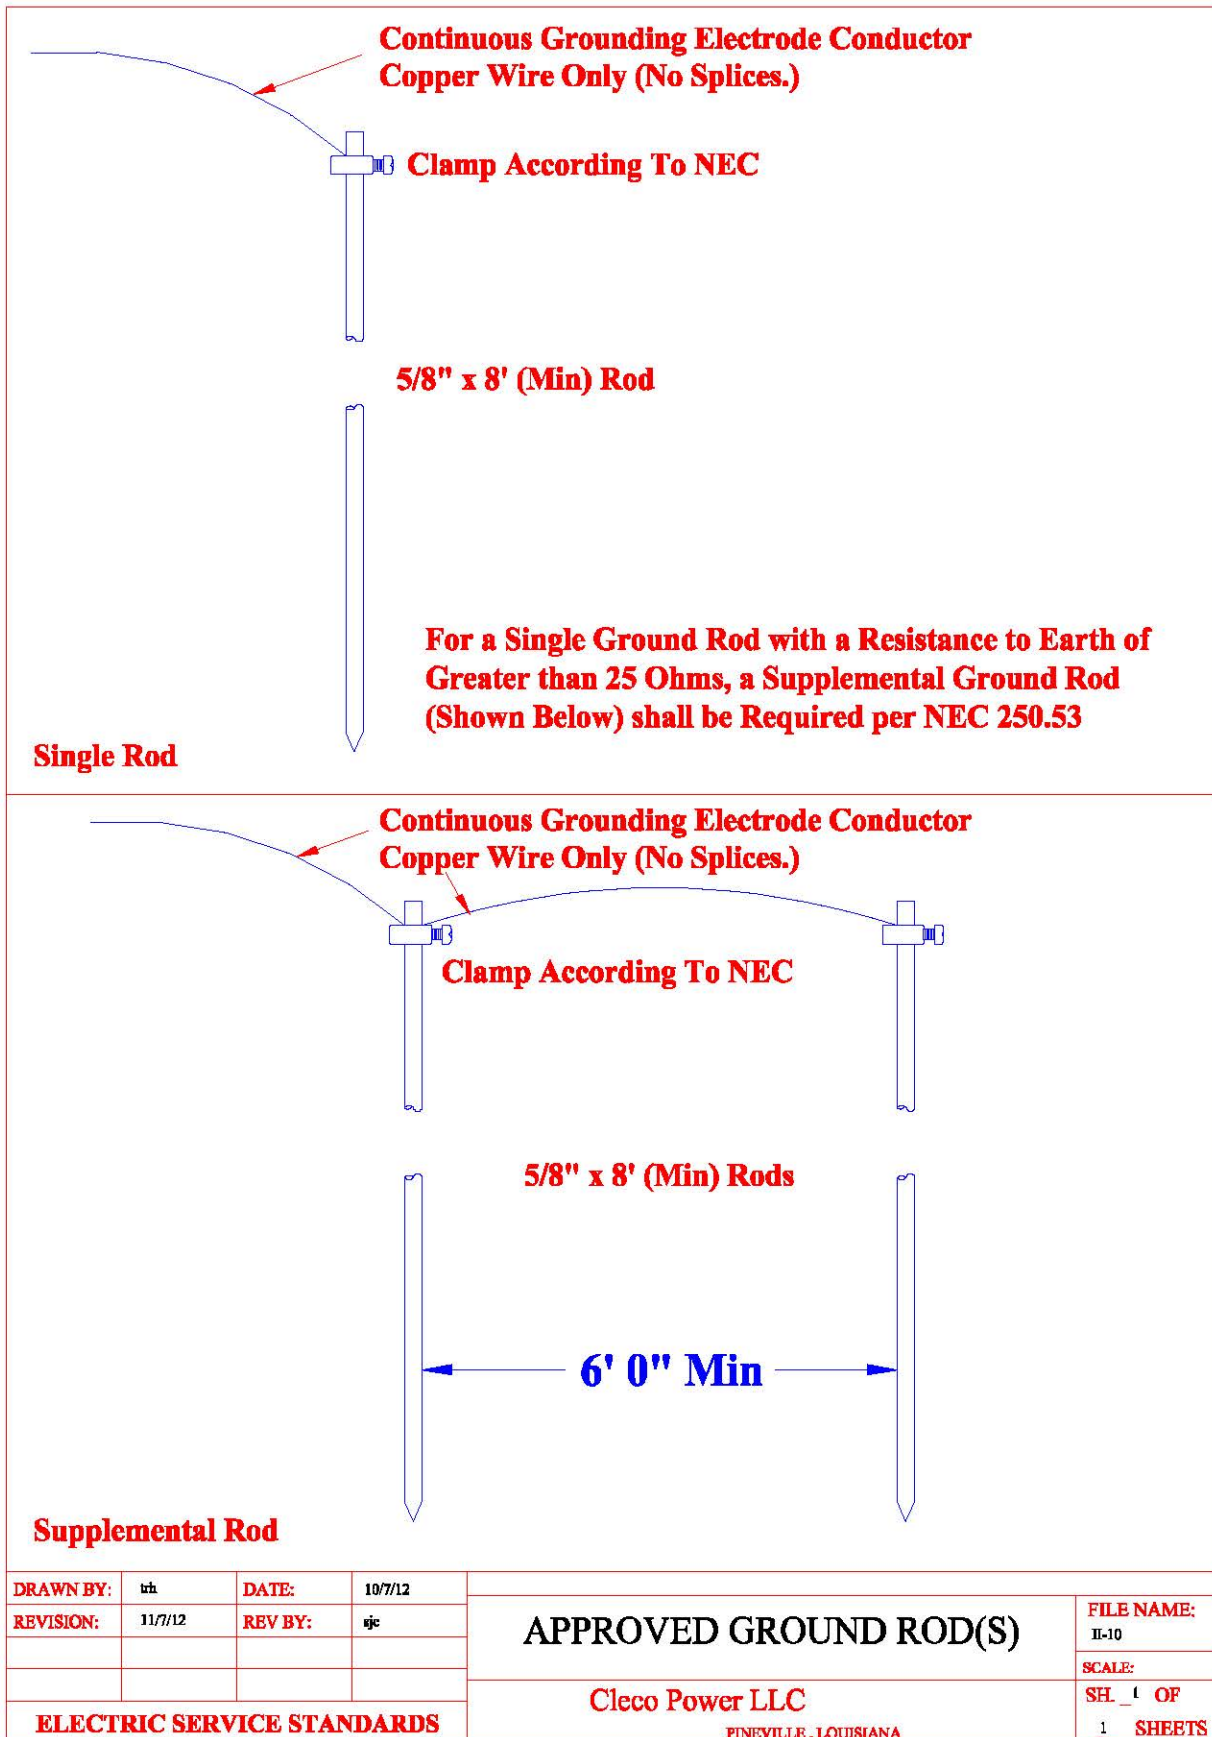 Continuous Grounding Electrode Conductor
Copper Wire Only (No Splices.)
Clamp According To NEC
5/8" x 8' (Min) Rod
For a Single Ground Rod with a Resistance to Earth of
Greater than 25 Ohms, a Supplemental Ground Rod
(Shown Below) shall be Required per NEC 250.53
Single Rod
Continuous Grounding Electrode Conductor
Copper Wire Only (No Splices.)
Clamp According To NEC
5/8" x 8' (Min) Rods
6' 0" Min
Supplemental Rod
DRAWN BY: trh DATE: 10/7/12
REVISION: 11/7/12 REV BY:
ELECTRIC SERVICE STANDARDS
APPROVED GROUND ROD(S)
Cleco Power LLC
PINEVILLE, LOUISIANA
FILE NAME:
II-10
SCALE:
SH. _1 OF
1 SHEETS